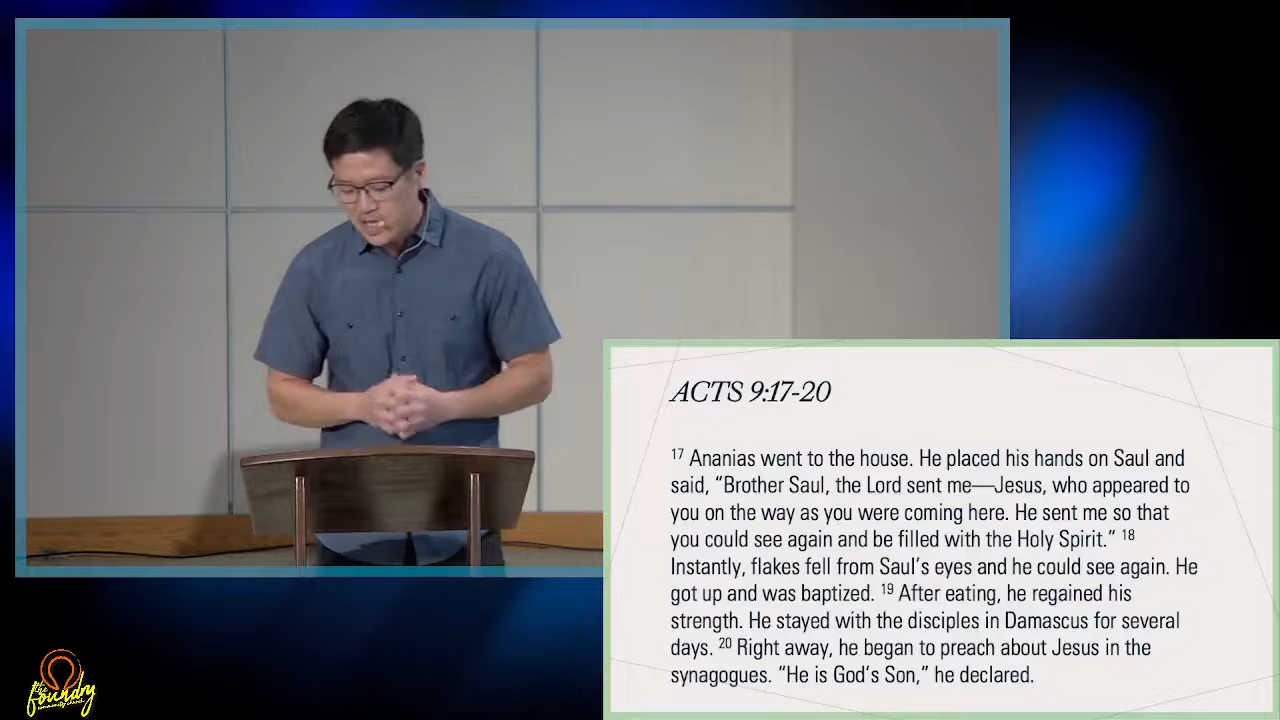 ACTS 9:17-20
17 Ananias went to the house. He placed his hands on Saul and
said, “Brother Saul, the Lord sent me—Jesus, who appeared to
you on the way as you were coming here. He sent me so that
you could see again and be filled with the Holy Spirit.” 18
Instantly, flakes fell from Saul’s eyes and he could see again. He
got up and was baptized. 19 After eating, he regained his
strength. He stayed with the disciples in Damascus for several
days. 20 Right away, he began to preach about Jesus in the
synagogues. “He is God’s Son,” he declared.
the
foundry
community church